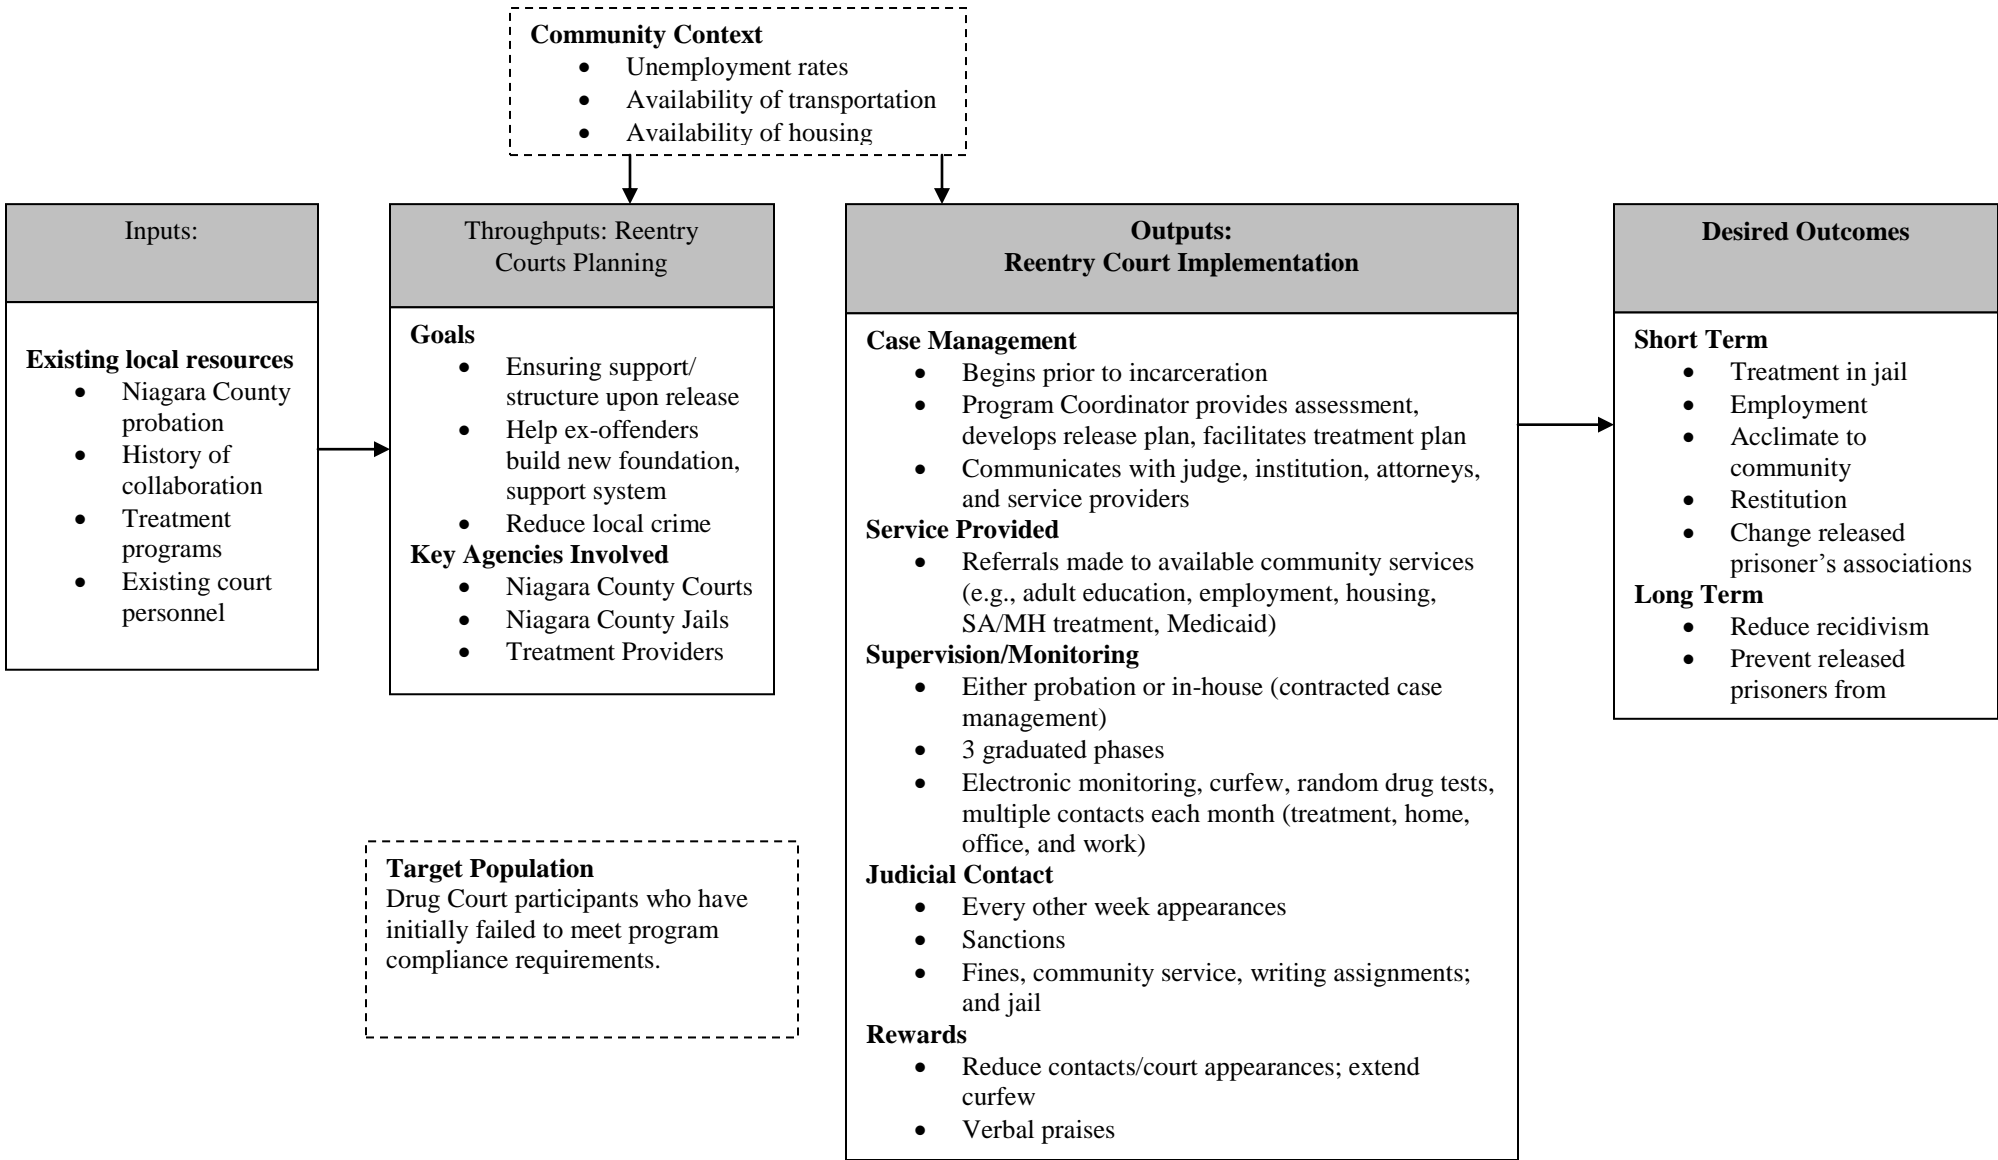 Community Context
• Unemployment rates
• Availability of transportation
• Availability of housing
Inputs:
Existing local resources
• Niagara County
probation
• History of
collaboration
• Treatment
programs
• Existing court
personnel
Throughputs: Reentry
Courts Planning
Goals
• Ensuring support/
structure upon release
• Help ex-offenders
build new foundation,
support system
• Reduce local crime
Key Agencies Involved
• Niagara County Courts
• Niagara County Jails
• Treatment Providers
Target Population
Drug Court participants who have
initially failed to meet program
compliance requirements.
Outputs:
Reentry Court Implementation
Case Management
• Begins prior to incarceration
• Program Coordinator provides assessment,
develops release plan, facilitates treatment plan
• Communicates with judge, institution, attorneys,
and service providers
Service Provided
• Referrals made to available community services
(e.g., adult education, employment, housing,
SA/MH treatment, Medicaid)
Supervision/Monitoring
• Either probation or in-house (contracted case
management)
• 3 graduated phases
• Electronic monitoring, curfew, random drug tests,
multiple contacts each month (treatment, home,
office, and work)
Judicial Contact
• Every other week appearances
• Sanctions
• Fines, community service, writing assignments;
and jail
Rewards
• Reduce contacts/court appearances; extend
curfew
• Verbal praises
Desired Outcomes
Short Term
• Treatment in jail
• Employment
• Acclimate to
community
• Restitution
• Change released
prisoner’s associations
Long Term
• Reduce recidivism
• Prevent released
prisoners from